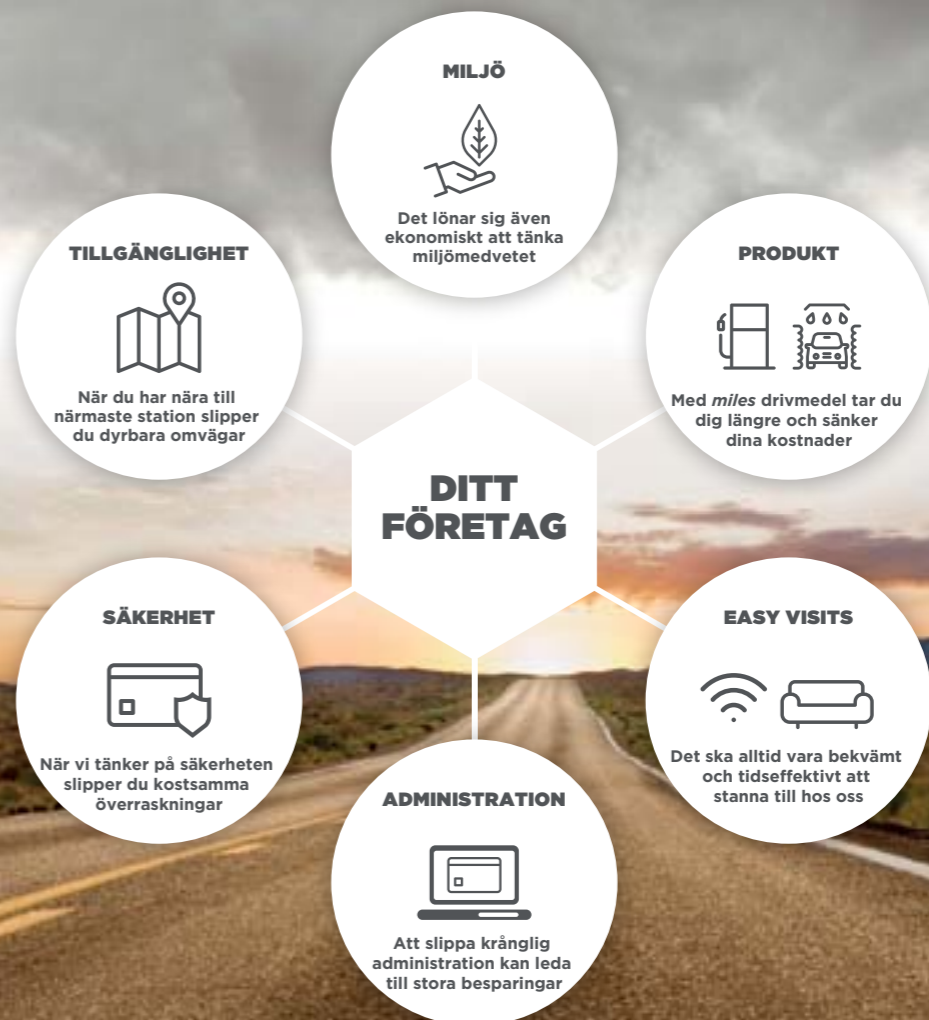 MILJÖ
Det lönar sig även
ekonomiskt att tänka
miljömedvetet
TILLGÄNGLIGHET
När du har nära till
närmaste station slipper
du dyrbara omvägar
PRODUKT
Med miles drivmedel tar du
dig längre och sänker
dina kostnader
DITT
FÖRETAG
SÄKERHET
När vi tänker på säkerheten
slipper du kostsamma
överraskningar
EASY VISITS
Det ska alltid vara bekvämt
och tidseffektivt att
stanna till hos oss
ADMINISTRATION
Att slippa krånglig
administration kan leda
till stora besparingar